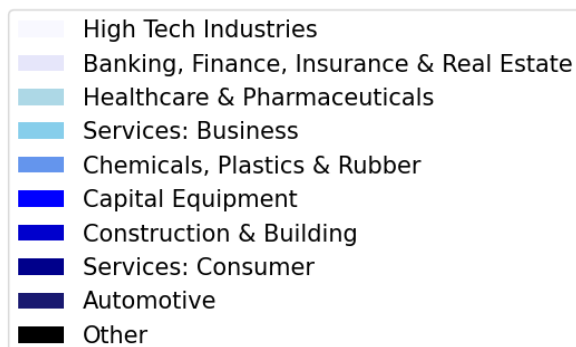 High Tech Industries
Banking, Finance, Insurance & Real Estate
Healthcare & Pharmaceuticals
Services: Business
Chemicals, Plastics & Rubber
Capital Equipment
Construction & Building
Services: Consumer
Automotive
Other